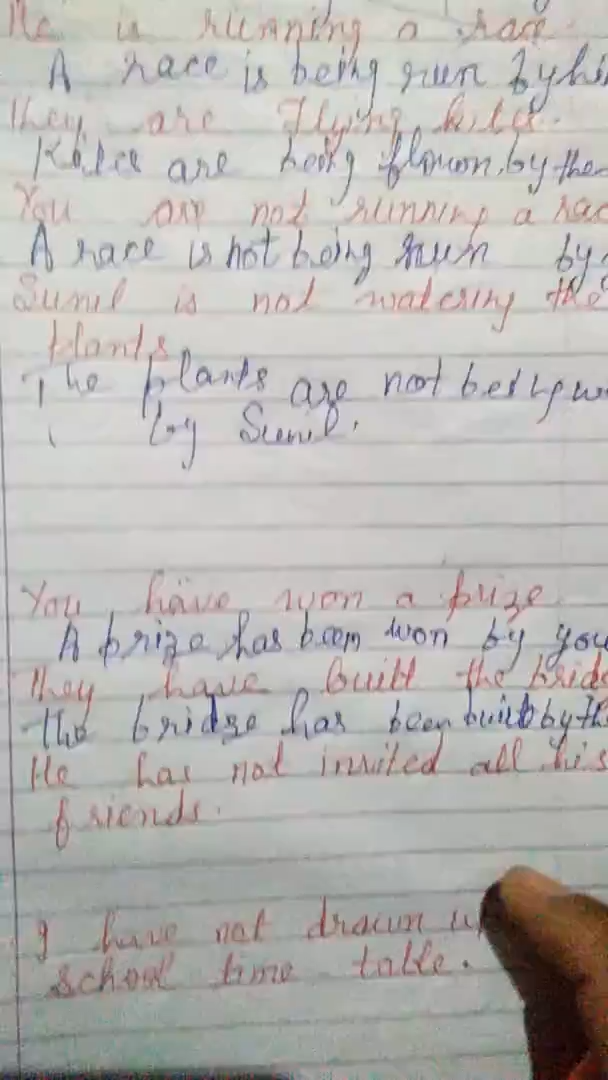 He is running a race.
A race is being run by hi
They are flying kites.
Kites are being flown by the
You are not running a rac
A race is not being run by
Sunil is not watering the
plants
The plants are not being w
by Sunil.
You have won a prize
A prize has been won by you
They have built the brid
the bridge has been built by th
He has not invited all his
friends.
I have not drawn u
school time table.